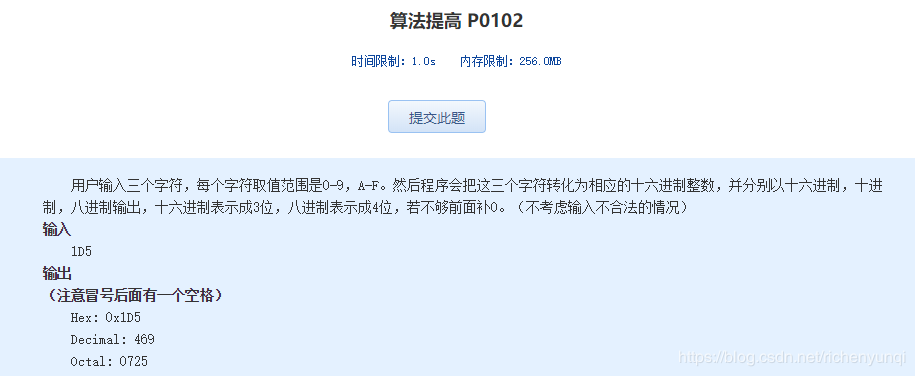 算法提高 P0102
时间限制：1.0s 内存限制：256.0MB
提交此题
用户输入三个字符，每个字符取值范围是0-9，A-F。然后程序会把这三个字符转化为相应的十六进制整数，并分别以十六进制，十进
制，八进制输出，十六进制表示成3位，八进制表示成4位，若不够前面补0。（不考虑输入不合法的情况）
输入
1D5
输出
（注意冒号后面有一个空格）
Hex: 0x1D5
Decimal: 469
Octal: 0725
https://blog.csdn.net/richenyunqi